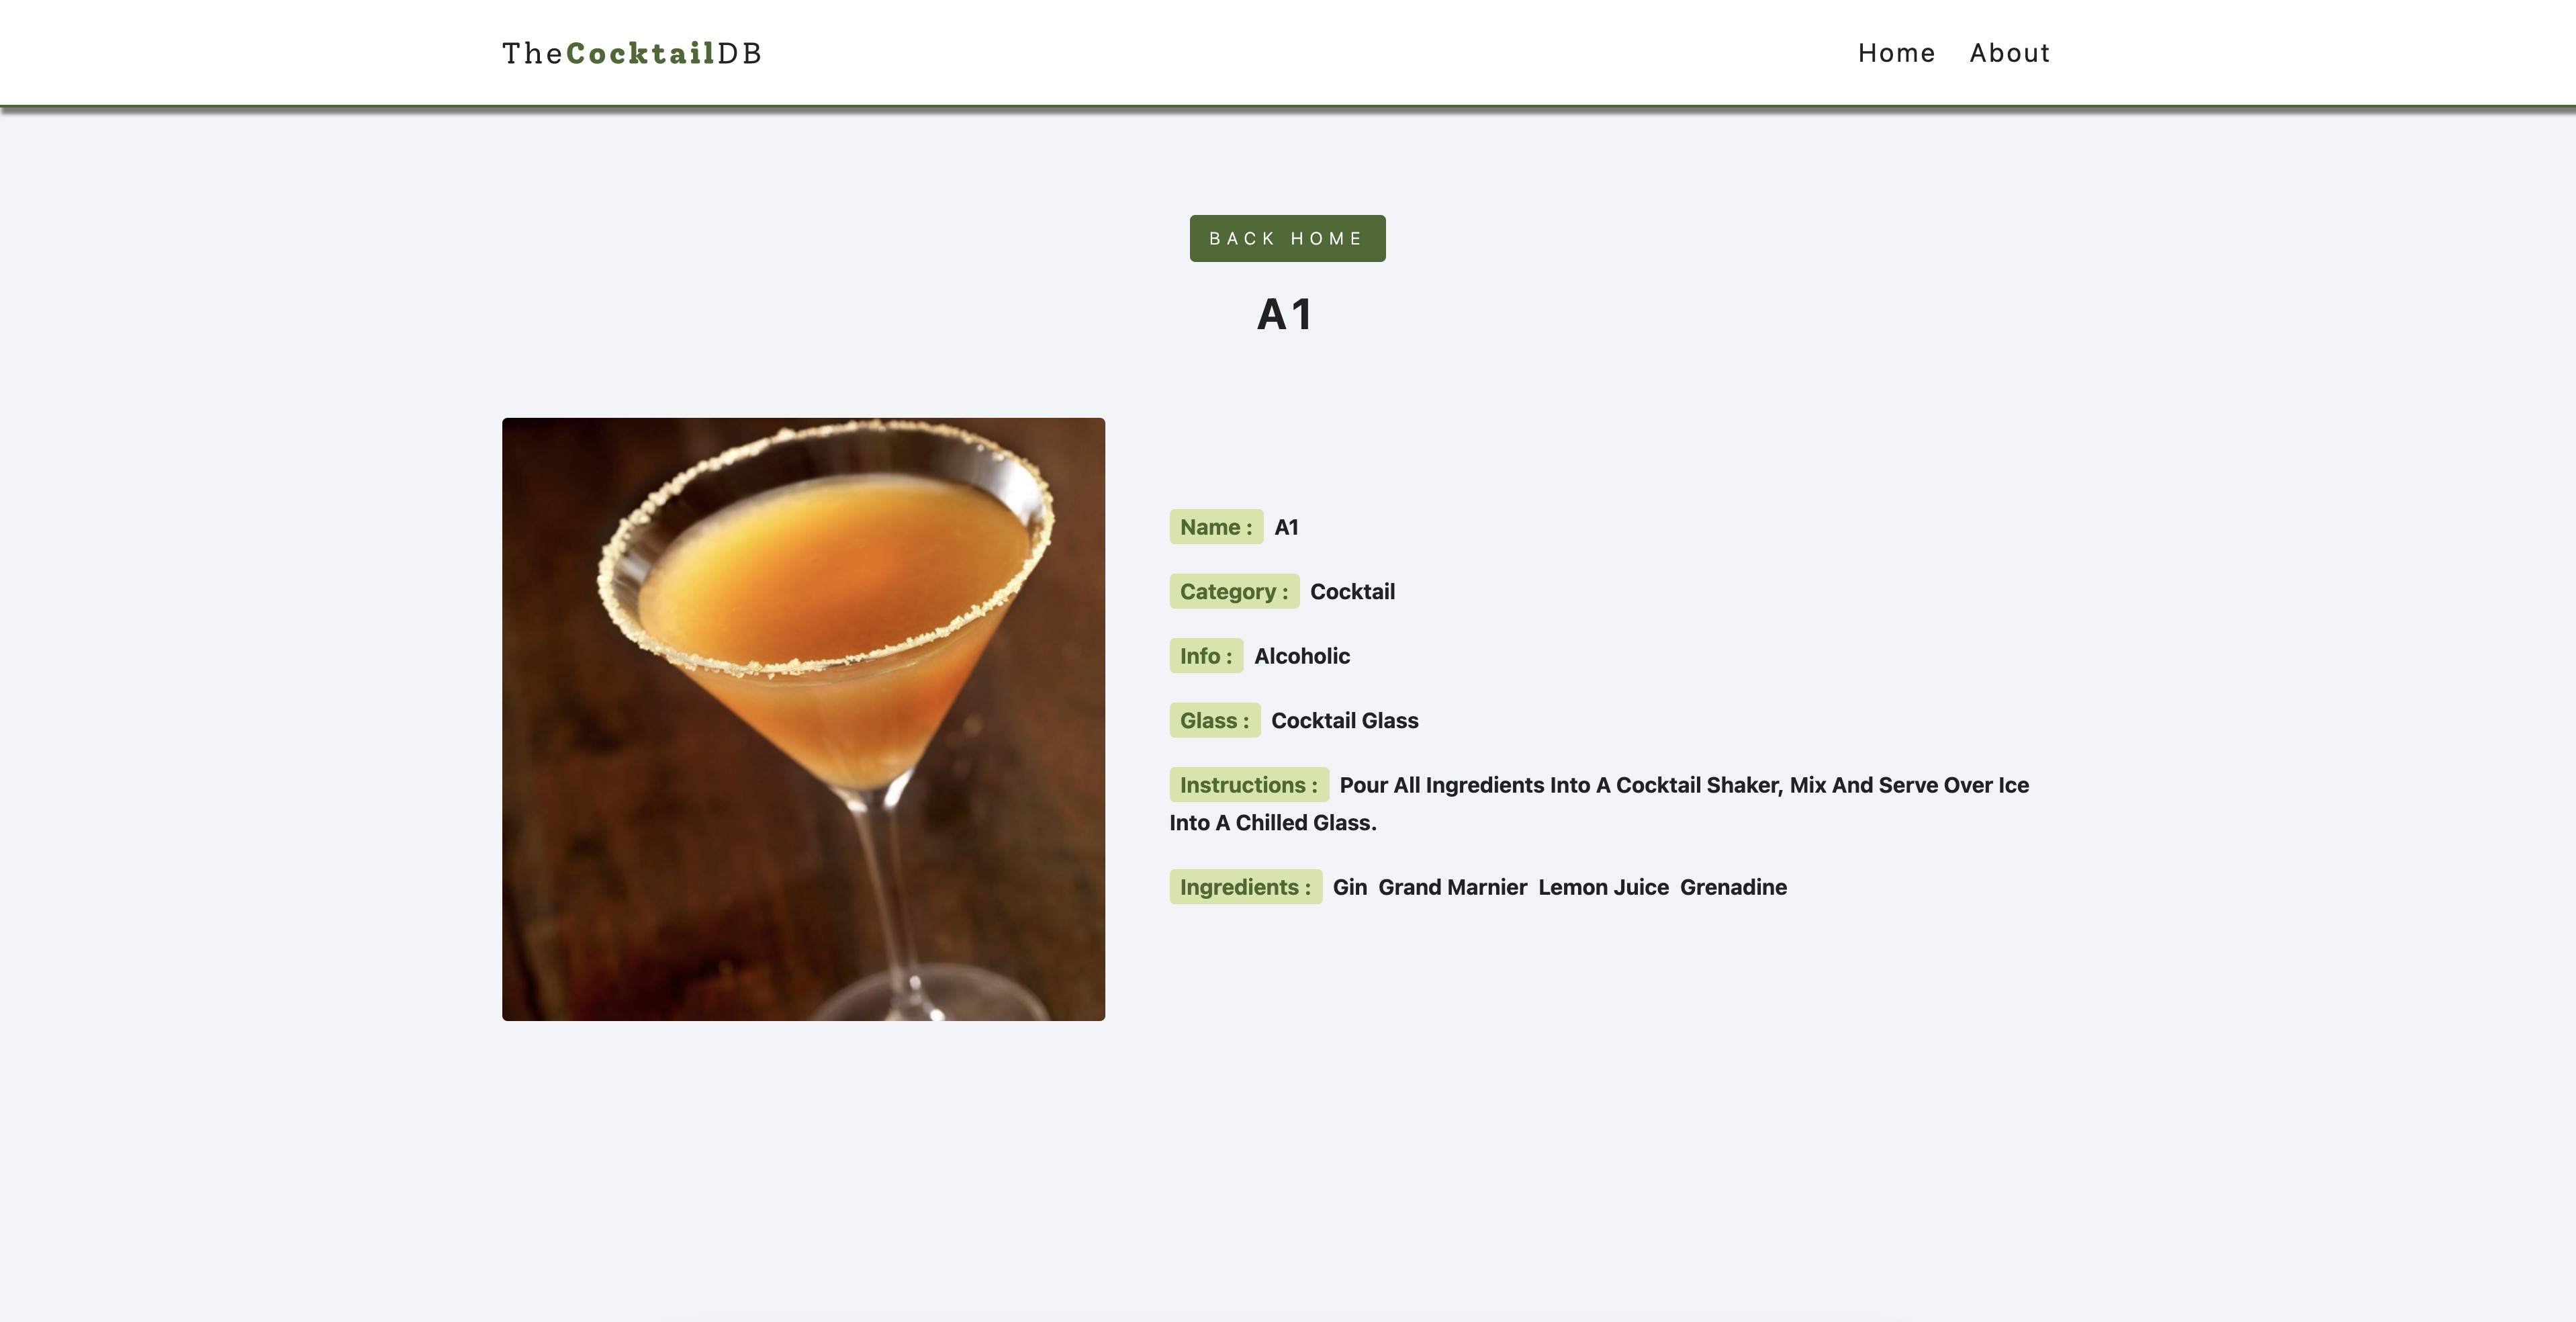 TheCocktailDB
Home About
BACK HOME
A1
Name : A1
Category : Cocktail
Info : Alcoholic
Glass : Cocktail Glass
Instructions : Pour All Ingredients Into A Cocktail Shaker, Mix And Serve Over Ice
Into A Chilled Glass.
Ingredients : Gin Grand Marnier Lemon Juice Grenadine